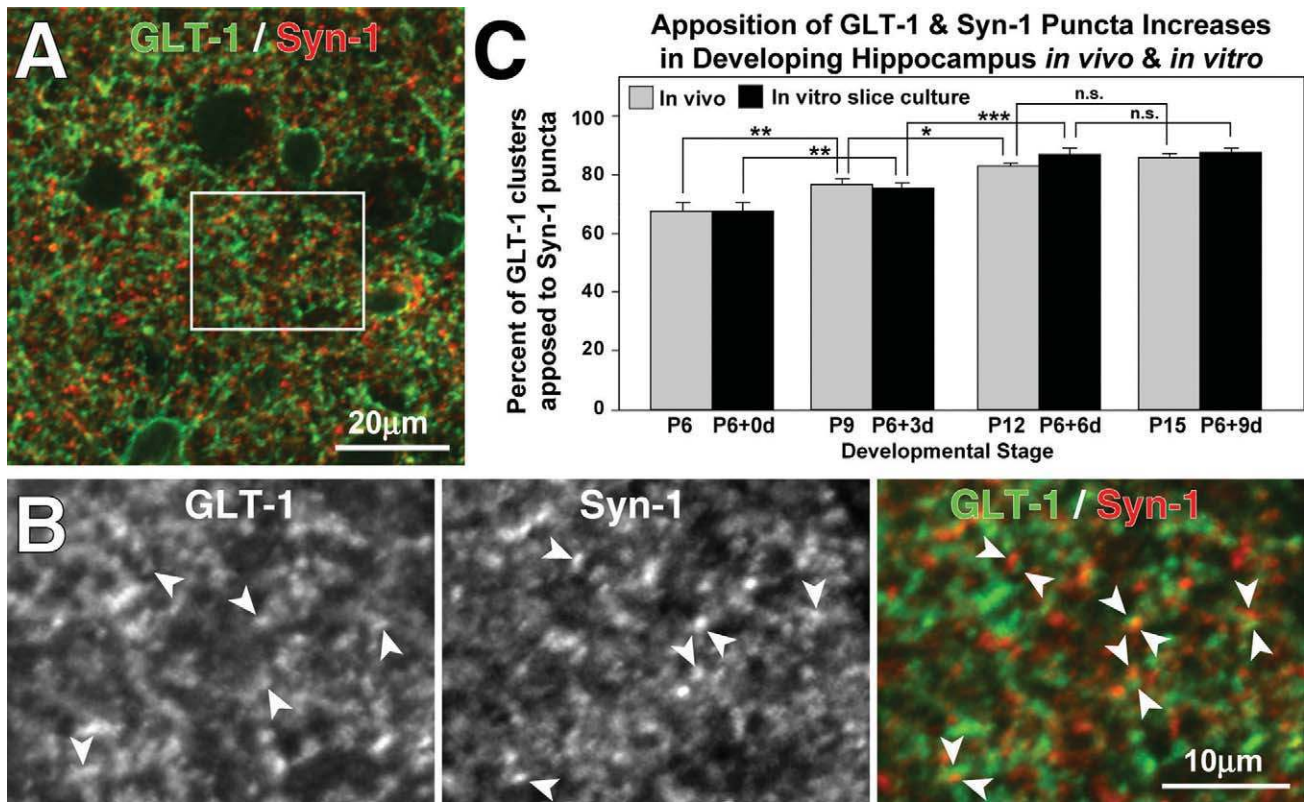 A
GLT-1 / Syn-1
20μm
C
Apposition of GLT-1 & Syn-1 Puncta Increases
in Developing Hippocampus in vivo & in vitro
In vivo
In vitro slice culture
Percent of GLT-1 clusters
apposed to Syn-1 puncta
100
80
60
40
20
0
**
**
*
***
n.s.
n.s.
P6 P6+0d P9 P6+3d P12 P6+6d P15 P6+9d
Developmental Stage
B
GLT-1
Syn-1
GLT-1 / Syn-1
10μm